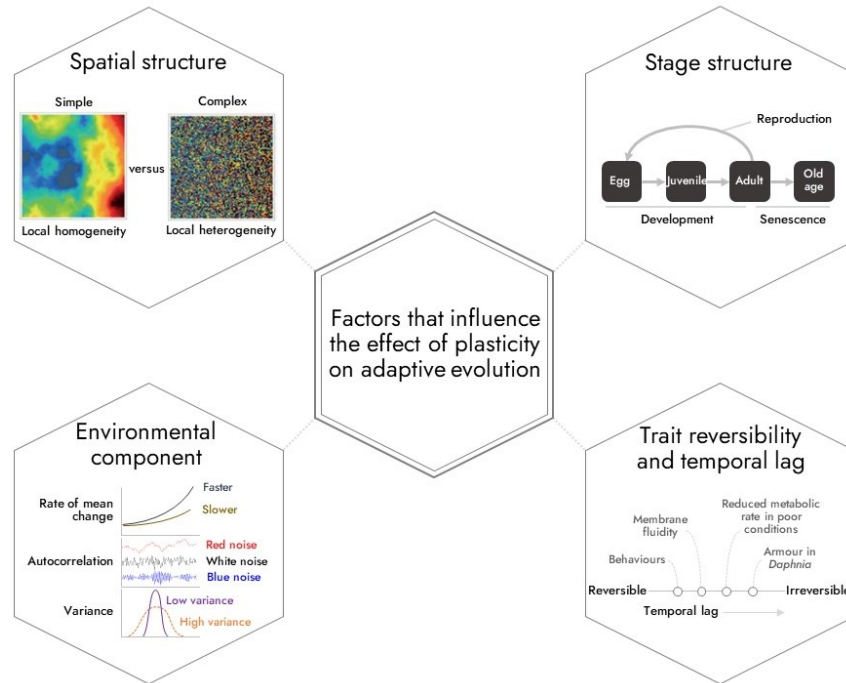 Spatial structure
Simple
Complex
versus
Local homogeneity
Local heterogeneity
Stage structure
Reproduction
Egg
Juvenile
Adult
Old
age
Development
Senescence
Factors that influence
the effect of plasticity
on adaptive evolution
Environmental
component
Rate of mean
change
Faster
Slower
Autocorrelation
Red noise
White noise
Blue noise
Variance
Low variance
High variance
Trait reversibility
and temporal lag
Reduced metabolic
rate in poor
conditions
Membrane
fluidity
Behaviours
Armour in
Daphnia
Reversible
Irreversible
Temporal lag